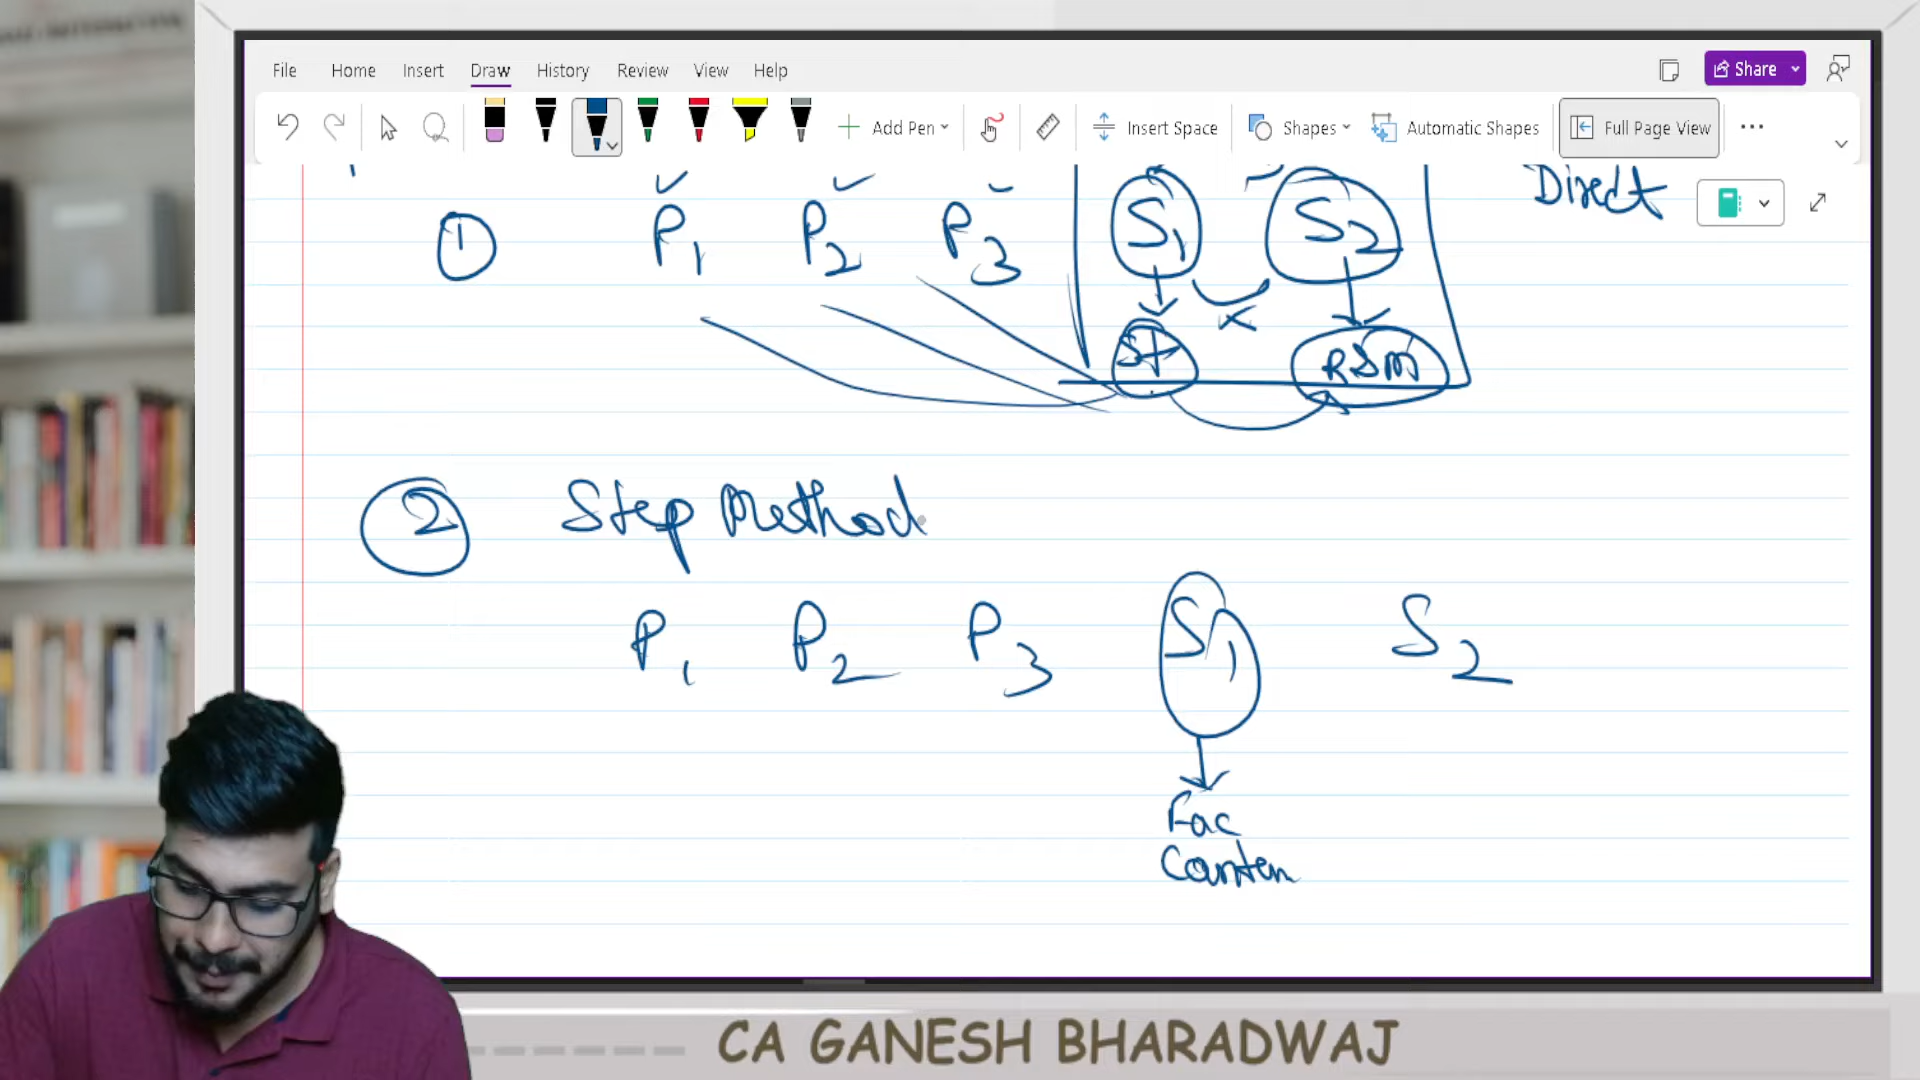 File Home Insert Draw History Review View Help Share
Add Pen Insert Space Shapes Automatic Shapes Full Page View
Direct
1 P1 P2 P3 S1 S2
x
RSM
2 Step Method
P1 P2 P3 S1 S2
Fac
Canten
CA GANESH BHARADWAJ